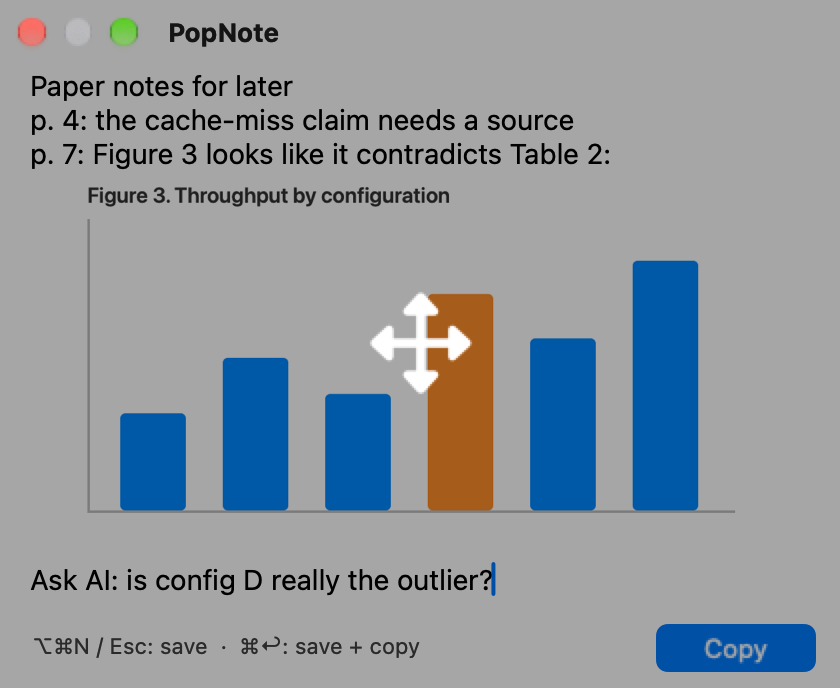 PopNote
Paper notes for later
p. 4: the cache-miss claim needs a source
p. 7: Figure 3 looks like it contradicts Table 2:
Figure 3. Throughput by configuration
Ask AI: is config D really the outlier?
⌥⌘N / Esc: save · ⌘↩: save + copy
Copy